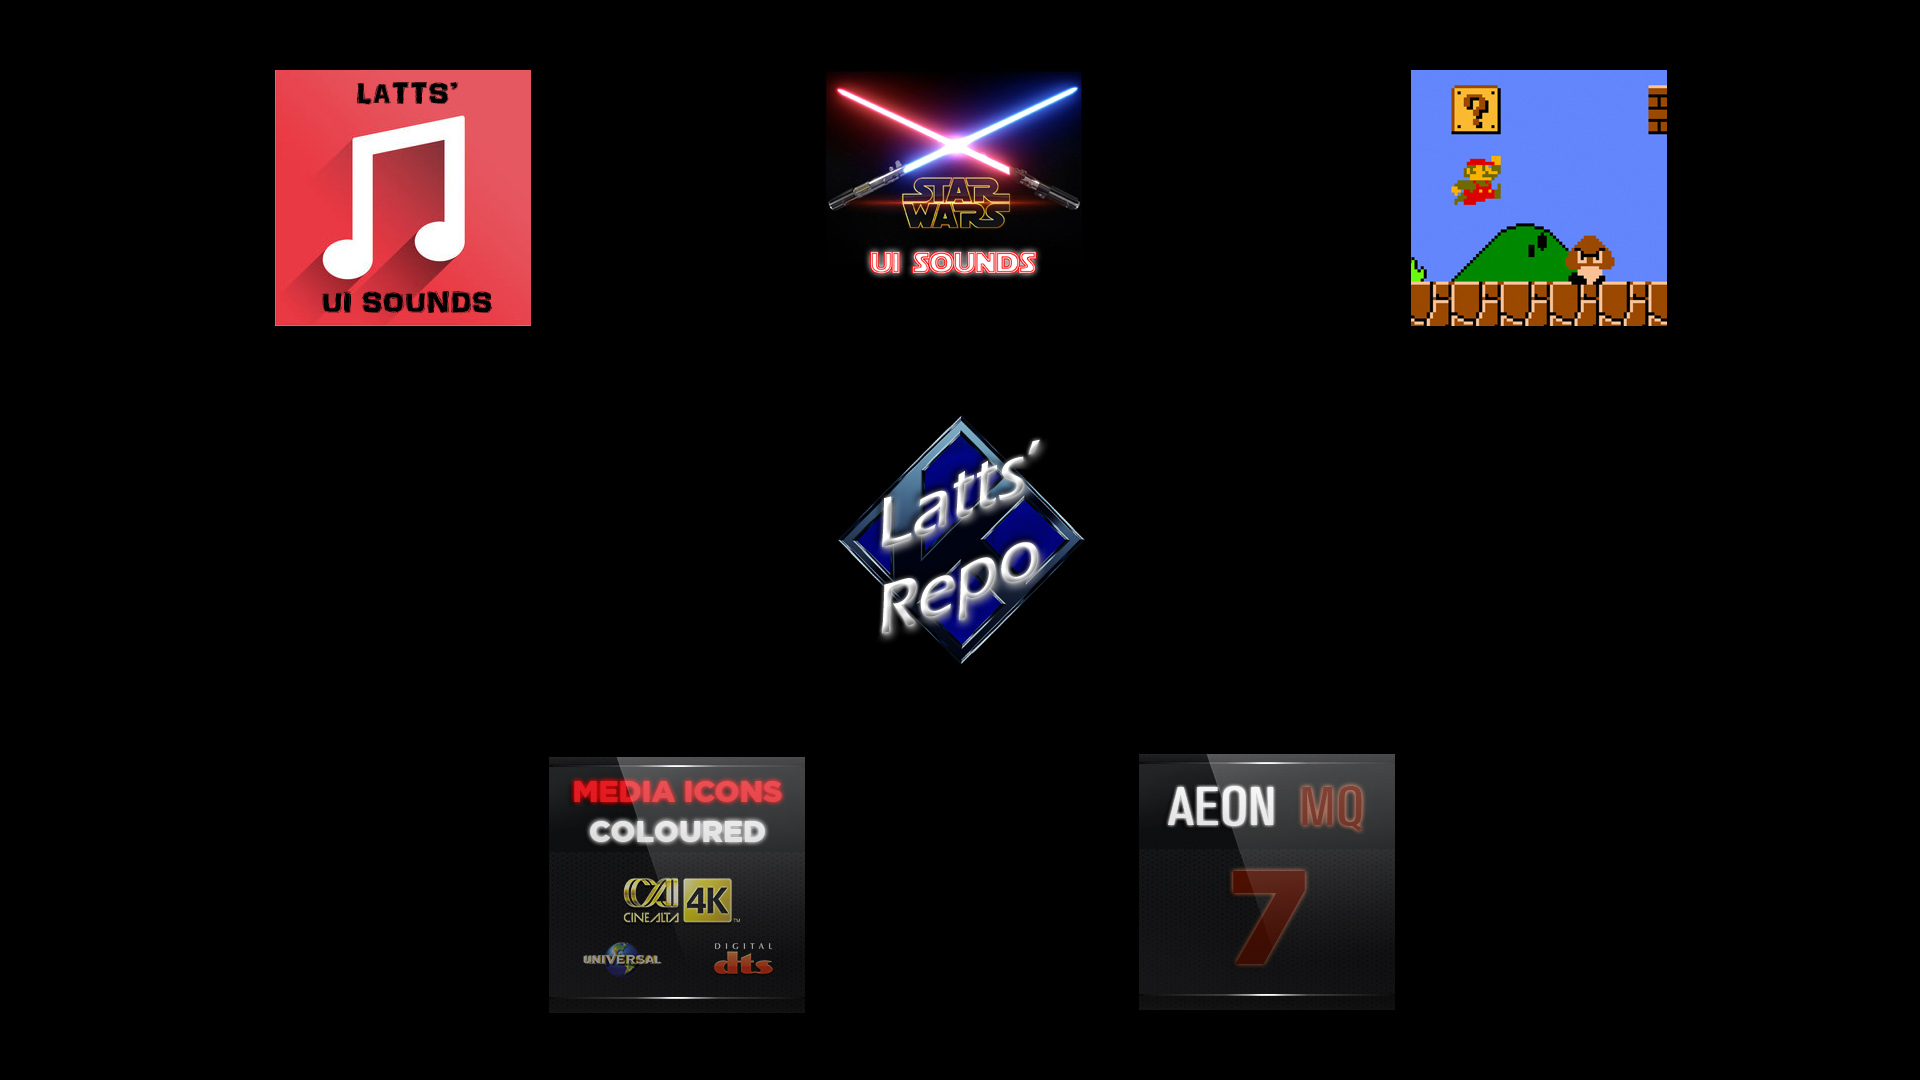 LATTS'
UI SOUNDS
STAR
WARS
UI SOUNDS
?
Latts'
Repo
MEDIA ICONS
COLOURED
CINEALTA 4K ™
UNIVERSAL
DIGITAL
dts
AEON MQ
7